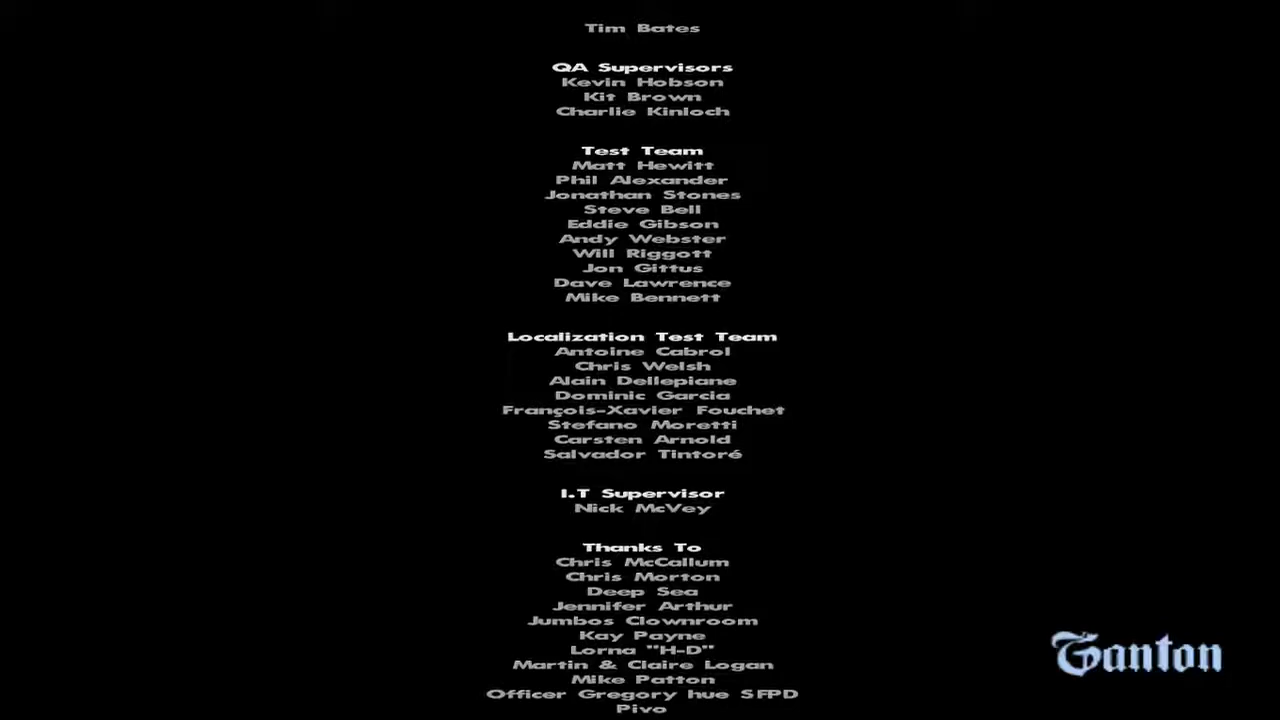 Tim Bates
QA Supervisors
Kevin Hobson
Kit Brown
Charlie Kinloch
Test Team
Matt Hewitt
Phil Alexander
Jonathan Stones
Steve Bell
Eddie Gibson
Andy Webster
Will Riggott
Jon Gittus
Dave Lawrence
Mike Bennett
Localization Test Team
Antoine Cabrol
Chris Welsh
Alain Dellepiane
Dominic Garcia
François-Xavier Fouchet
Stefano Moretti
Carsten Arnold
Salvador Tintoré
I.T Supervisor
Nick McVey
Thanks To
Chris McCallum
Chris Morton
Deep Sea
Jennifer Arthur
Jumbos Clownroom
Kay Payne
Lorna "H-D"
Martin & Claire Logan
Mike Patton
Officer Gregory hue SFPD
Pivo
Ganton